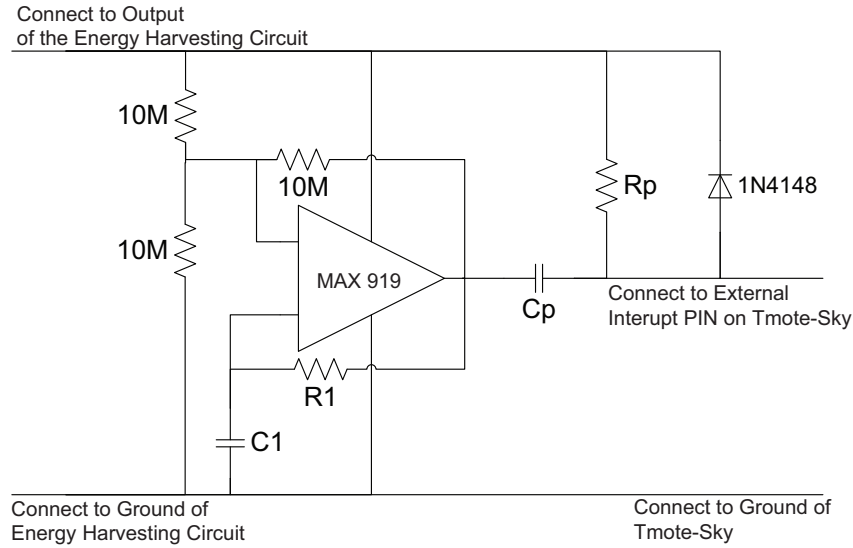 Connect to Output
of the Energy Harvesting Circuit
10M
10M
10M
Rp
1N4148
MAX 919
Cp
Connect to External
Interupt PIN on Tmote-Sky
R1
C1
Connect to Ground of
Energy Harvesting Circuit
Connect to Ground of
Tmote-Sky